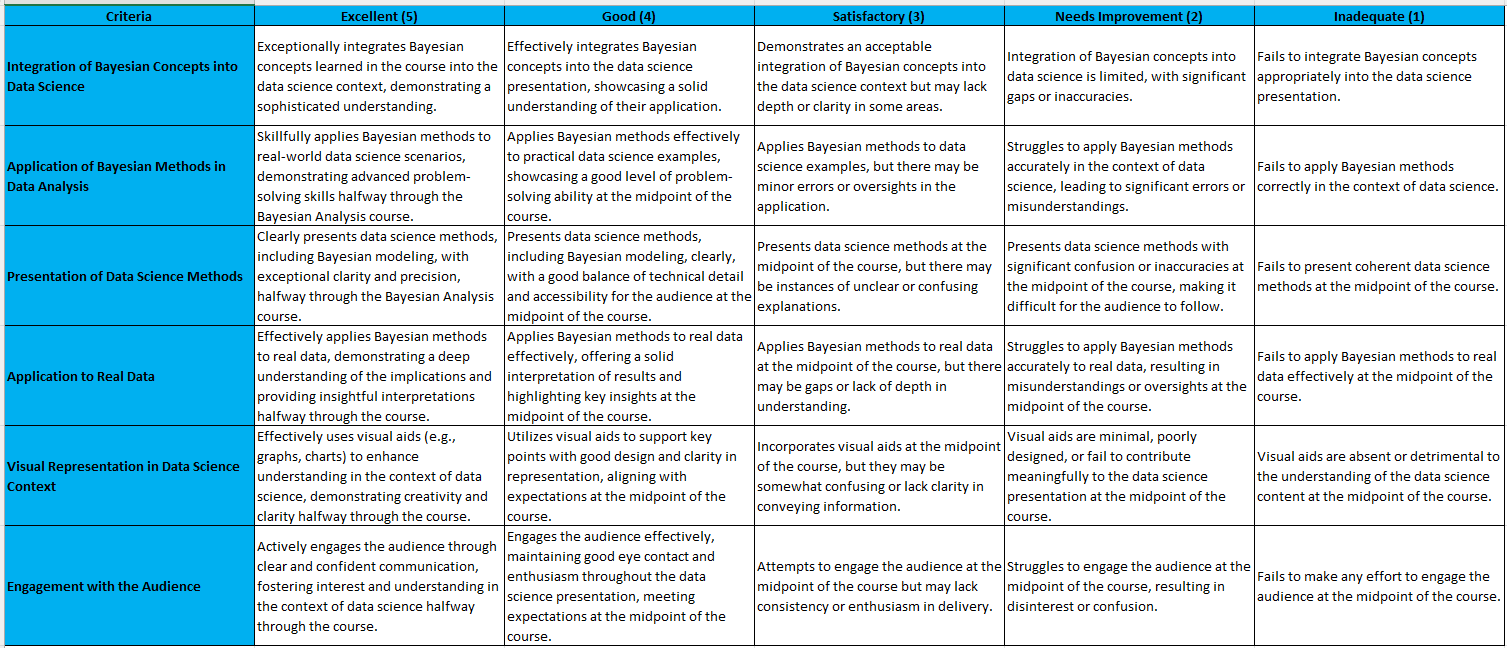 Criteria
Excellent (5)
Good (4)
Satisfactory (3)
Needs Improvement (2)
Inadequate (1)
Integration of Bayesian Concepts into
Data Science
Exceptionally integrates Bayesian
concepts learned in the course into the
data science context, demonstrating a
sophisticated understanding.
Effectively integrates Bayesian
concepts into the data science
presentation, showcasing a solid
understanding of their application.
Demonstrates an acceptable
integration of Bayesian concepts into
the data science context but may lack
depth or clarity in some areas.
Integration of Bayesian concepts into
data science is limited, with significant
gaps or inaccuracies.
Fails to integrate Bayesian concepts
appropriately into the data science
presentation.
Application of Bayesian Methods in
Data Analysis
Skillfully applies Bayesian methods to
real-world data science scenarios,
demonstrating advanced problem-
solving skills halfway through the
Bayesian Analysis course.
Applies Bayesian methods effectively
to practical data science examples,
showcasing a good level of problem-
solving ability at the midpoint of the
course.
Applies Bayesian methods to data
science examples, but there may be
minor errors or oversights in the
application.
Struggles to apply Bayesian methods
accurately in the context of data
science, leading to significant errors or
misunderstandings.
Fails to apply Bayesian methods
correctly in the context of data science.
Presentation of Data Science Methods
Clearly presents data science methods,
including Bayesian modeling, with
exceptional clarity and precision,
halfway through the Bayesian Analysis
course.
Presents data science methods,
including Bayesian modeling, clearly,
with a good balance of technical detail
and accessibility for the audience at the
midpoint of the course.
Presents data science methods at the
midpoint of the course, but there may
be instances of unclear or confusing
explanations.
Presents data science methods with
significant confusion or inaccuracies at
the midpoint of the course, making it
difficult for the audience to follow.
Fails to present coherent data science
methods at the midpoint of the course.
Application to Real Data
Effectively applies Bayesian methods
to real data, demonstrating a deep
understanding of the implications and
providing insightful interpretations
halfway through the course.
Applies Bayesian methods to real data
effectively, offering a solid
interpretation of results and
highlighting key insights at the
midpoint of the course.
Applies Bayesian methods to real data
at the midpoint of the course, but there
may be gaps or lack of depth in
understanding.
Struggles to apply Bayesian methods
accurately to real data, resulting in
misunderstandings or oversights at the
midpoint of the course.
Fails to apply Bayesian methods to real
data effectively at the midpoint of the
course.
Visual Representation in Data Science
Context
Effectively uses visual aids (e.g.,
graphs, charts) to enhance
understanding in the context of data
science, demonstrating creativity and
clarity halfway through the course.
Utilizes visual aids to support key
points with good design and clarity in
representation, aligning with
expectations at the midpoint of the
course.
Incorporates visual aids at the midpoint
of the course, but they may be
somewhat confusing or lack clarity in
conveying information.
Visual aids are minimal, poorly
designed, or fail to contribute
meaningfully to the data science
presentation at the midpoint of the
course.
Visual aids are absent or detrimental to
the understanding of the data science
content at the midpoint of the course.
Engagement with the Audience
Actively engages the audience through
clear and confident communication,
fostering interest and understanding in
the context of data science halfway
through the course.
Engages the audience effectively,
maintaining good eye contact and
enthusiasm throughout the data
science presentation, meeting
expectations at the midpoint of the
course.
Attempts to engage the audience at the
midpoint of the course but may lack
consistency or enthusiasm in delivery.
Struggles to engage the audience at the
midpoint of the course, resulting in
disinterest or confusion.
Fails to make any effort to engage the
audience at the midpoint of the course.